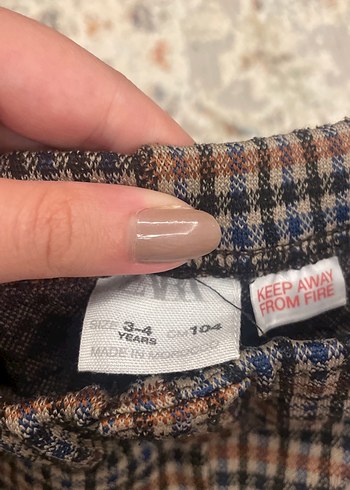 ZARA
SIZE 3-4 YEARS CM 104
MADE IN MOROCCO
KEEP AWAY
FROM FIRE